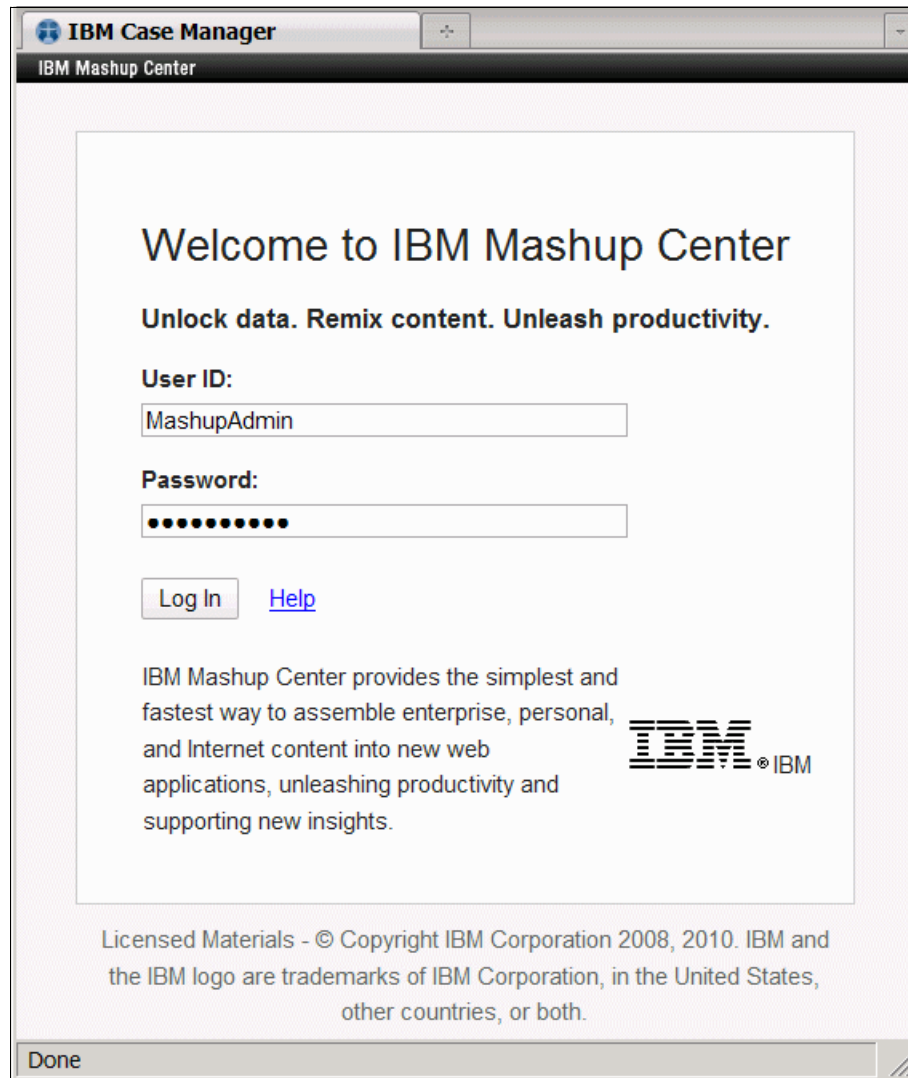 IBM Case Manager
IBM Mashup Center
Welcome to IBM Mashup Center
Unlock data. Remix content. Unleash productivity.
User ID:
MashupAdmin
Password:
••••••••••
Log In Help
IBM Mashup Center provides the simplest and
fastest way to assemble enterprise, personal,
and Internet content into new web
applications, unleashing productivity and
supporting new insights.
IBM® IBM
Licensed Materials - © Copyright IBM Corporation 2008, 2010. IBM and
the IBM logo are trademarks of IBM Corporation, in the United States,
other countries, or both.
Done